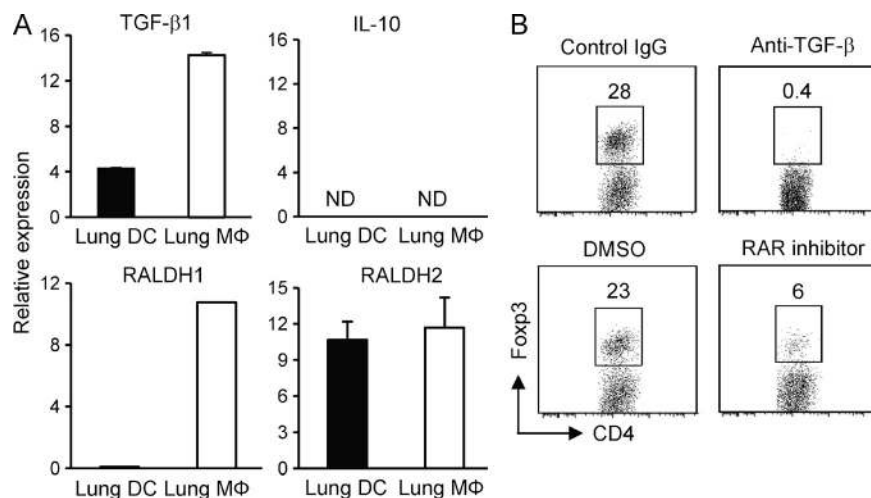 A
TGF-β1
IL-10
Relative expression
16
12
8
4
0
Lung DC Lung MΦ
16
12
8
4
0
ND ND
Lung DC Lung MΦ
RALDH1
RALDH2
12
8
4
0
Lung DC Lung MΦ
15
12
9
6
3
0
Lung DC Lung MΦ
B
Control IgG
Anti-TGF-β
28
0.4
DMSO
RAR inhibitor
23
6
Foxp3
CD4